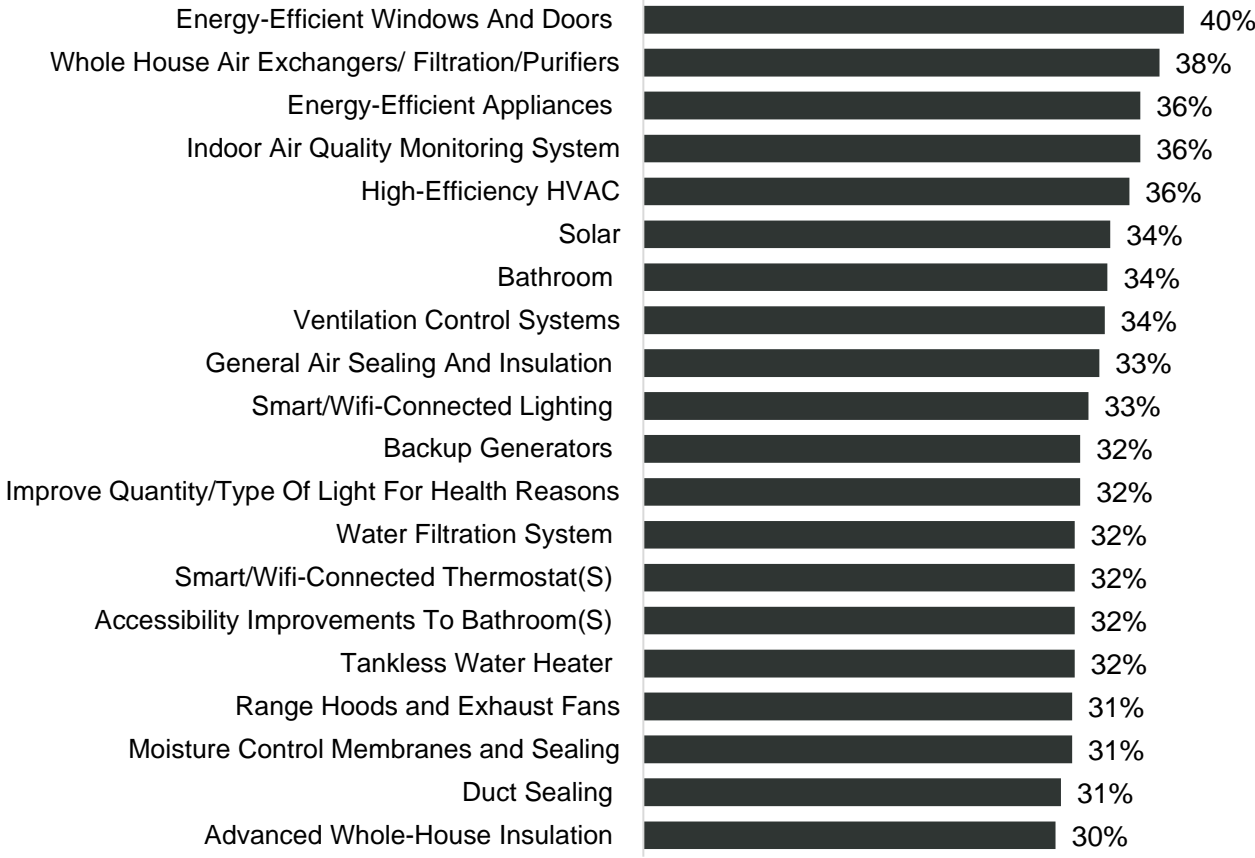 Energy-Efficient Windows And Doors 40%
Whole House Air Exchangers/ Filtration/Purifiers 38%
Energy-Efficient Appliances 36%
Indoor Air Quality Monitoring System 36%
High-Efficiency HVAC 36%
Solar 34%
Bathroom 34%
Ventilation Control Systems 34%
General Air Sealing And Insulation 33%
Smart/Wifi-Connected Lighting 33%
Backup Generators 32%
Improve Quantity/Type Of Light For Health Reasons 32%
Water Filtration System 32%
Smart/Wifi-Connected Thermostat(S) 32%
Accessibility Improvements To Bathroom(S) 32%
Tankless Water Heater 32%
Range Hoods and Exhaust Fans 31%
Moisture Control Membranes and Sealing 31%
Duct Sealing 31%
Advanced Whole-House Insulation 30%